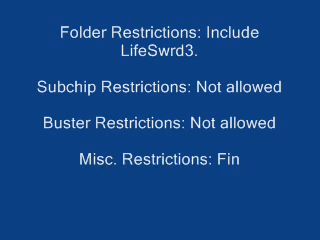 Folder Restrictions: Include
LifeSwrd3.
Subchip Restrictions: Not allowed
Buster Restrictions: Not allowed
Misc. Restrictions: Fin